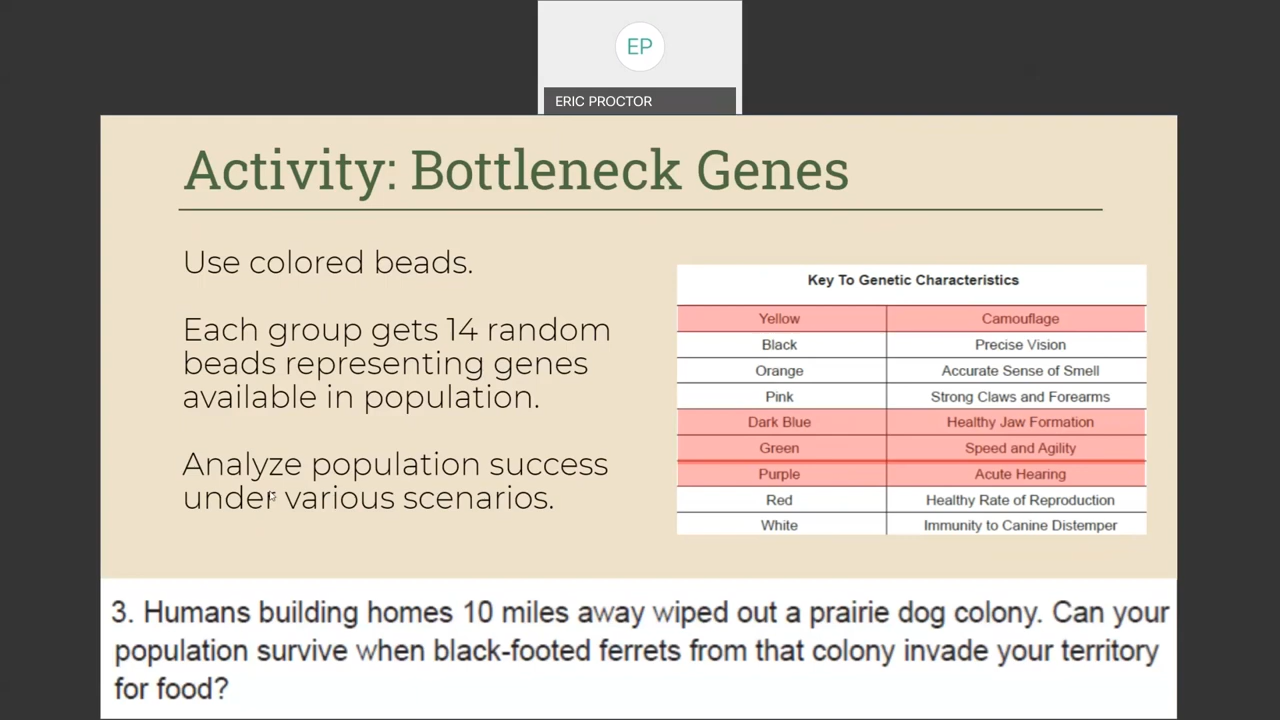 EP
ERIC PROCTOR
Activity: Bottleneck Genes
Use colored beads.
Each group gets 14 random
beads representing genes
available in population.
Analyze population success
under various scenarios.
Key To Genetic Characteristics
Yellow Camouflage
Black Precise Vision
Orange Accurate Sense of Smell
Pink Strong Claws and Forearms
Dark Blue Healthy Jaw Formation
Green Speed and Agility
Purple Acute Hearing
Red Healthy Rate of Reproduction
White Immunity to Canine Distemper
3. Humans building homes 10 miles away wiped out a prairie dog colony. Can your
population survive when black-footed ferrets from that colony invade your territory
for food?